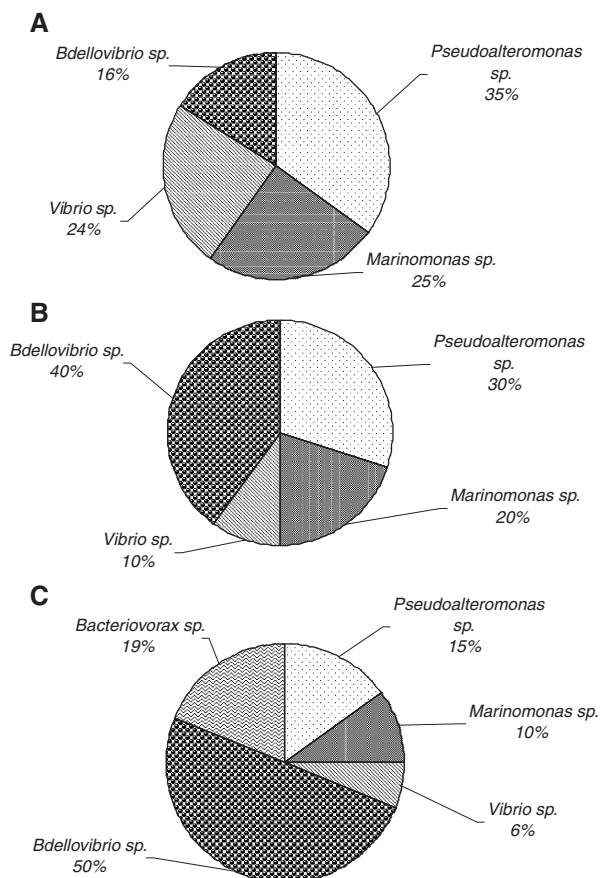 A
Bdellovibrio sp.
16%
Pseudoalteromonas
sp.
35%
Vibrio sp.
24%
Marinomonas sp.
25%
B
Bdellovibrio sp.
40%
Pseudoalteromonas
sp.
30%
Marinomonas sp.
20%
Vibrio sp.
10%
C
Bacteriovorax sp.
19%
Pseudoalteromonas
sp.
15%
Marinomonas sp.
10%
Vibrio sp.
6%
Bdellovibrio sp.
50%